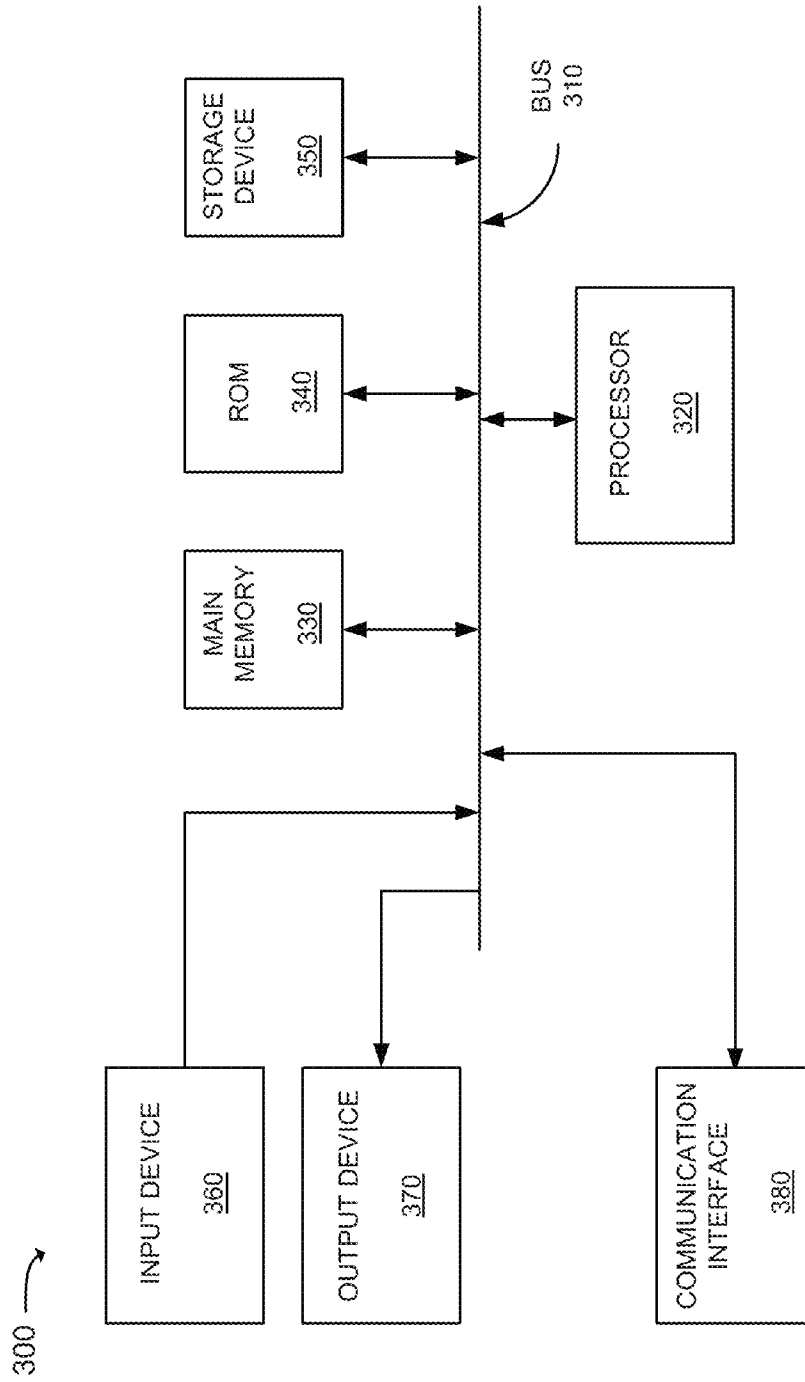 300
INPUT DEVICE
360
OUTPUT DEVICE
370
COMMUNICATION
INTERFACE
380
MAIN
MEMORY
330
ROM
340
STORAGE
DEVICE
350
PROCESSOR
320
BUS
310